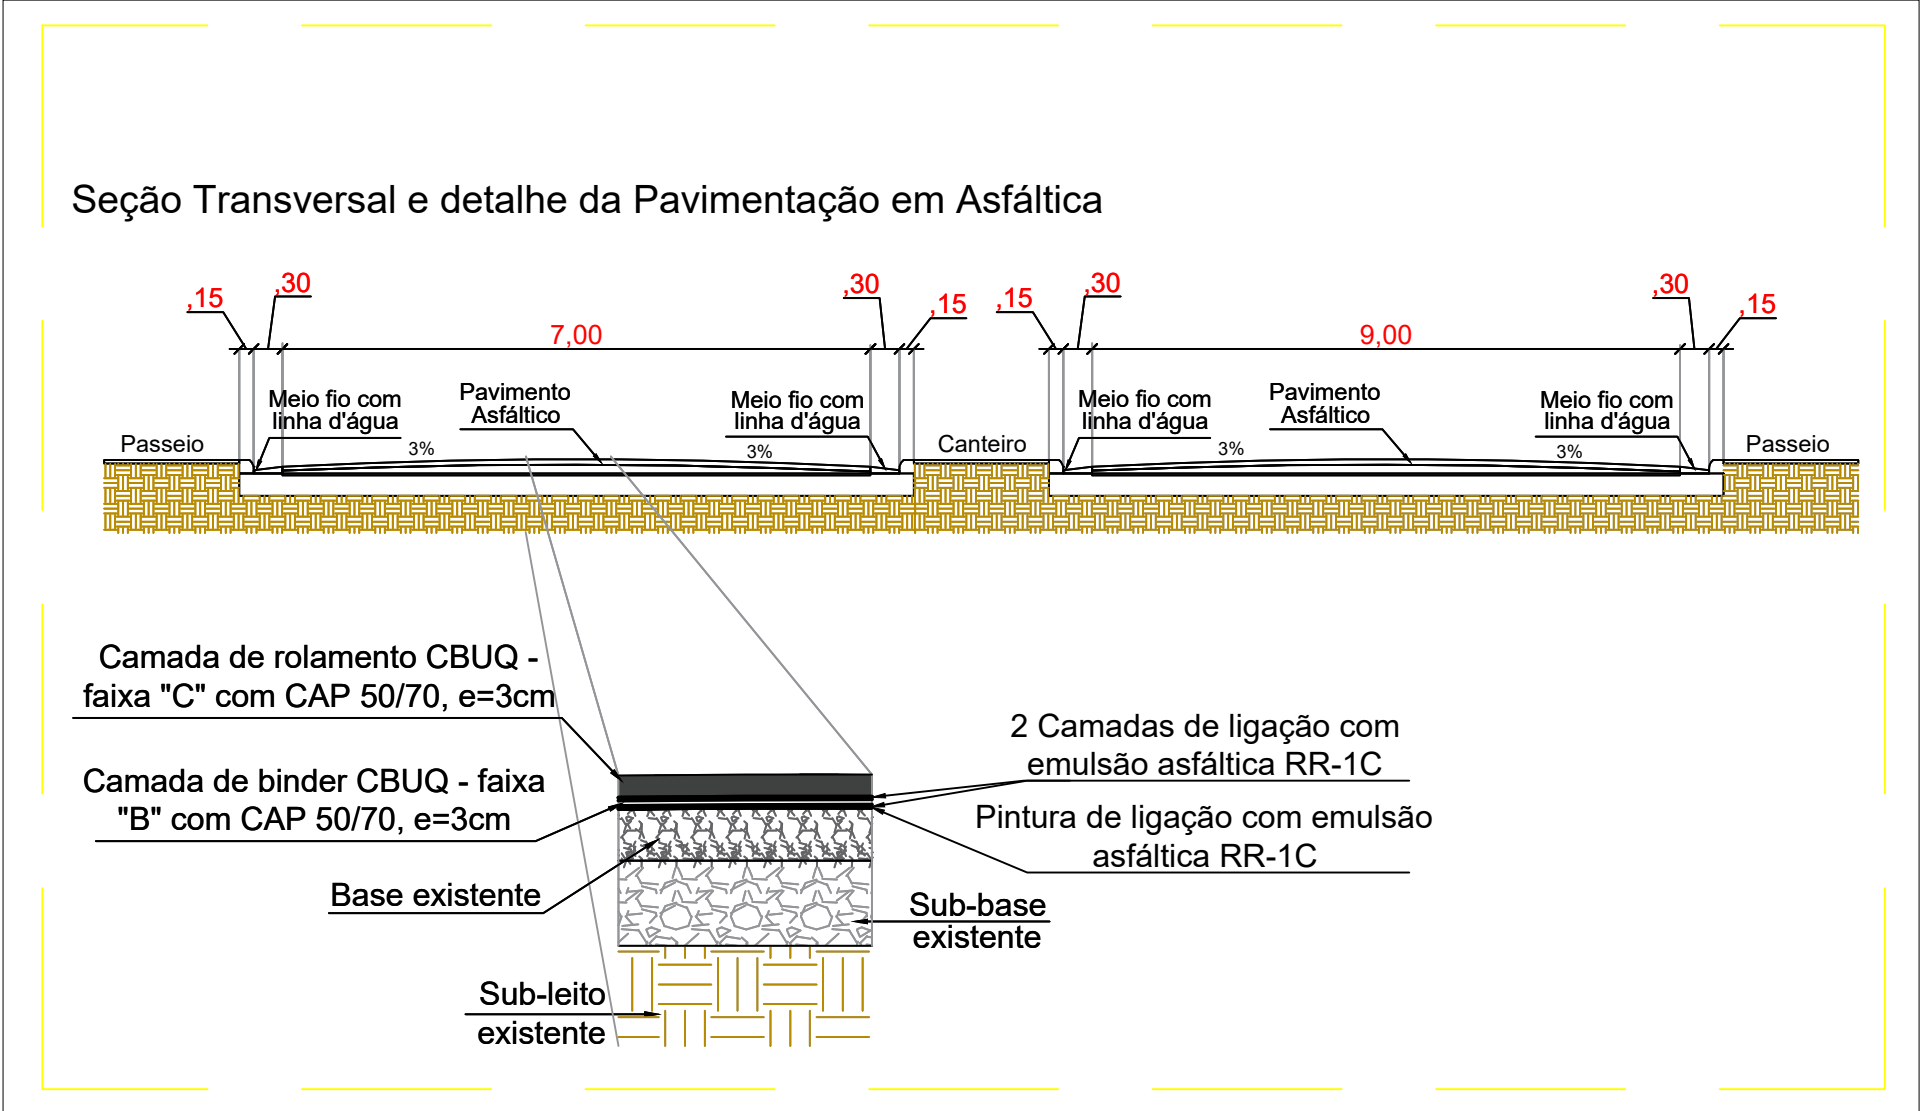 Seção Transversal e detalhe da Pavimentação em Asfáltica
,15
,30
7,00
,30
,15
,15
,30
9,00
,30
,15
Meio fio com
linha d'água
Pavimento
Asfáltico
Meio fio com
linha d'água
Meio fio com
linha d'água
Pavimento
Asfáltico
Meio fio com
linha d'água
Passeio
3%
3%
Canteiro
3%
3%
Passeio
Camada de rolamento CBUQ -
faixa "C" com CAP 50/70, e=3cm
Camada de binder CBUQ - faixa
"B" com CAP 50/70, e=3cm
Base existente
Sub-leito
existente
2 Camadas de ligação com
emulsão asfáltica RR-1C
Pintura de ligação com emulsão
asfáltica RR-1C
Sub-base
existente